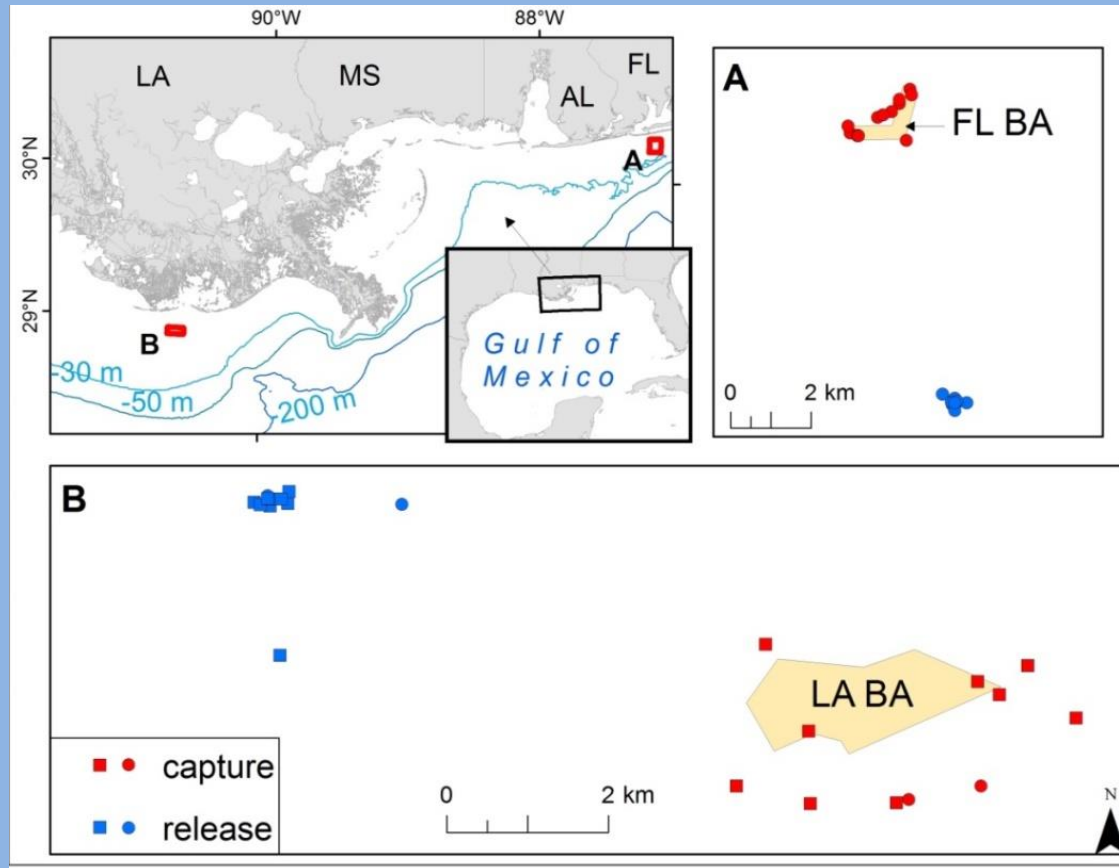 90°W
88°W
LA
MS
AL
FL
30°N
29°N
A
B
-30 m
-50 m
-200 m
Gulf of
Mexico
A
FL BA
0
2 km
B
LA BA
capture
release
0
2 km
N